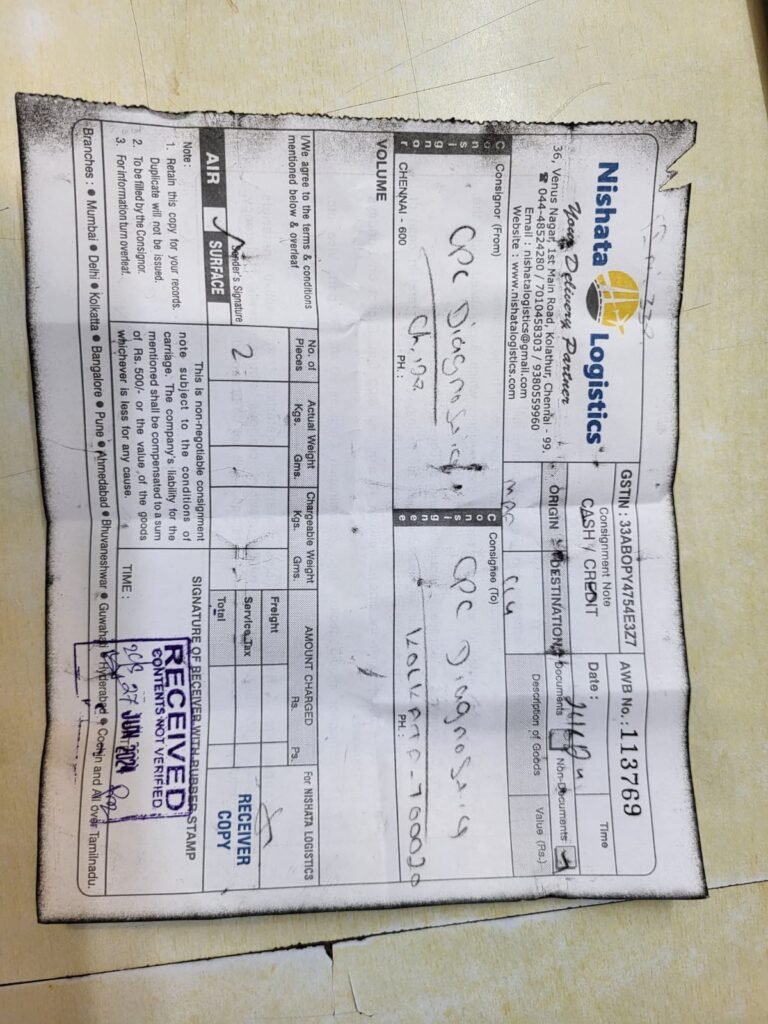 Nishata Logistics
Your Delivery Partner
36, Venus Nagar, 1st Main Road, Kolathur, Chennai - 99.
☎ 044-48524280 / 7010458303 / 9380559960
Email : nishatalogistics@gmail.com
Website : www.nishatalogistics.com
GSTIN : 33ABOPY4754E3Z7
Consignment Note
CASH / CREDIT
AWB No.: 113769
Date :
Time
ORIGIN
DESTINATION
Documents
Non-Documents
Description of Goods
Value (Rs.)
MAA
CCU
Consignor
Consignor (From)
CPC Diagnostics
Ch,
CHENNAI - 600
PH. :
Consignee
Consignee (To)
CPC Diagnostics
Kolkata-700020
PH. :
VOLUME
I/We agree to the terms & conditions
mentioned below & overleaf
Sender's Signature
No. of Pieces
Actual Weight
Kgs. Gms.
Chargeable Weight
Kgs. Gms.
AMOUNT CHARGED
Rs. Ps.
For NISHATA LOGISTICS
2
Freight
Service Tax
Total
RECEIVER
COPY
AIR
SURFACE
Note :
1. Retain this copy for your records.
Duplicate will not be issued.
2. To be filled by the Consignor.
3. For information turn overleaf.
This is non-negotiable consignment
note subject to the conditions of
carriage. The company's liability for the
mentioned shall be compensated to a sum
of Rs. 500/- or the value of the goods
whichever is less for any cause.
SIGNATURE OF RECEIVER WITH RUBBER STAMP
TIME :
RECEIVED
CONTENTS NOT VERIFIED
27 JUN 2024
Branches : ● Mumbai ● Delhi ● Kolkatta ● Bangalore ● Pune ● Ahmedabad ● Bhuvaneshwar ● Guwahati ● Hyderabad ● Cochin and All over Tamilnadu.